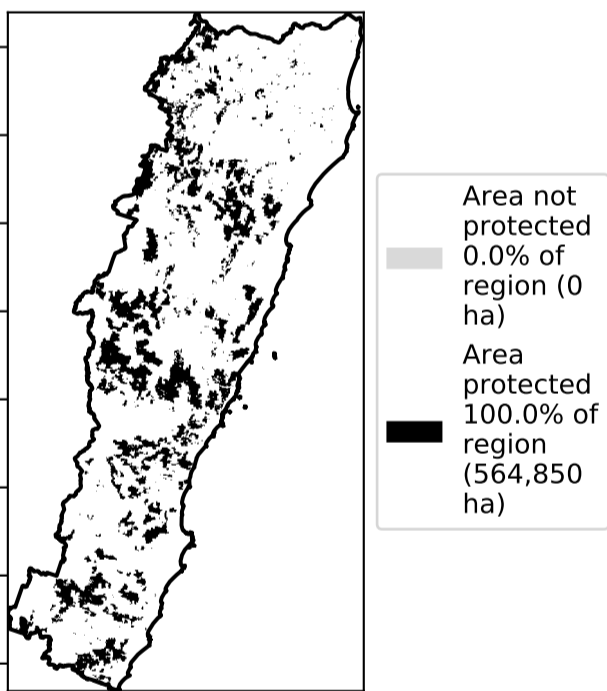 Area not
protected
0.0% of
region (0
ha)
Area
protected
100.0% of
region
(564,850
ha)